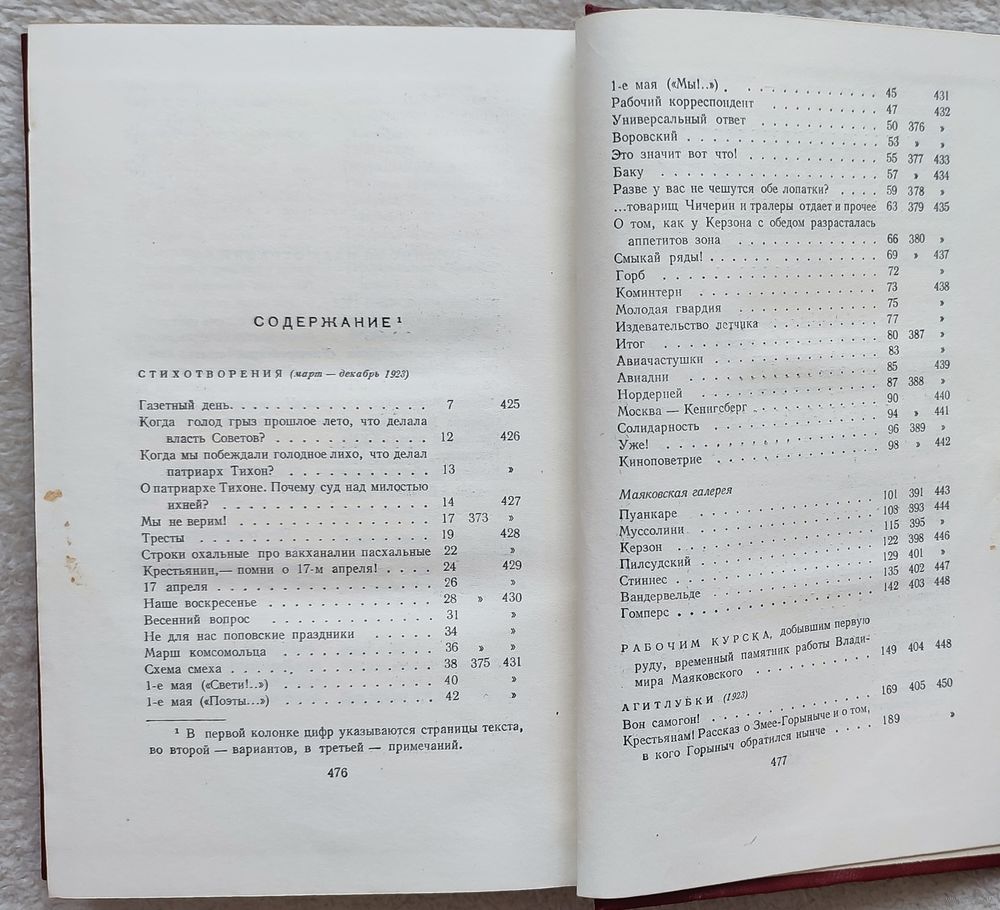 СОДЕРЖАНИЕ ¹
СТИХОТВОРЕНИЯ (март — декабрь 1923)
Газетный день. . . . . . . . . . . . . . . . 7 425
Когда голод грыз прошлое лето, что делала
власть Советов? . . . . . . . . . . . . 12 426
Когда мы побеждали голодное лихо, что делал
патриарх Тихон? . . . . . . . . . . . . 13 »
О патриархе Тихоне. Почему суд над милостью
ихней? . . . . . . . . . . . . . . . . . 14 427
Мы не верим! . . . . . . . . . . . . . . . 17 373 »
Тресты . . . . . . . . . . . . . . . . . . 19 428
Строки охальные про вакханалии пасхальные 22 »
Крестьянин,— помни о 17-м апреля! . . . . 24 429
17 апреля . . . . . . . . . . . . . . . . 26 »
Наше воскресенье . . . . . . . . . . . . . 28 » 430
Весенний вопрос . . . . . . . . . . . . . 31 »
Не для нас поповские праздники . . . . . 34 »
Марш комсомольца . . . . . . . . . . . . 36 » »
Схема смеха . . . . . . . . . . . . . . . 38 375 431
1-е мая («Свети!..») . . . . . . . . . . . 40 »
1-е мая («Поэты...») . . . . . . . . . . . 42 »
¹ В первой колонке цифр указываются страницы текста,
во второй — вариантов, в третьей — примечаний.
476
1-е мая («Мы!..») . . . . . . . . . . . . 45 431
Рабочий корреспондент . . . . . . . . . 47 432
Универсальный ответ . . . . . . . . . . 50 376 »
Воровский . . . . . . . . . . . . . . . . 53 » »
Это значит вот что! . . . . . . . . . . . 55 377 433
Баку . . . . . . . . . . . . . . . . . . 57 » 434
Разве у вас не чешутся обе лопатки? . . . . 59 378 »
...товарищ Чичерин и тралеры отдает и прочее 63 379 435
О том, как у Керзона с обедом разрасталась
аппетитов зона . . . . . . . . . . . . 66 380 »
Смыкай ряды! . . . . . . . . . . . . . . 69 » 437
Горб . . . . . . . . . . . . . . . . . . 72 »
Коминтерн . . . . . . . . . . . . . . . . 73 438
Молодая гвардия . . . . . . . . . . . . . 75 »
Издевательство летчика . . . . . . . . . 77 »
Итог . . . . . . . . . . . . . . . . . . 80 387 »
Авиачастушки . . . . . . . . . . . . . . 83 »
Авиадни . . . . . . . . . . . . . . . . . 85 439
Нордерней . . . . . . . . . . . . . . . . 87 388 »
Москва — Кенигсберг . . . . . . . . . . . 90 440
Солидарность . . . . . . . . . . . . . . 94 » 441
Уже! . . . . . . . . . . . . . . . . . . 96 389 »
Киноповетрие . . . . . . . . . . . . . . 98 » 442
Маяковская галерея
Пуанкаре . . . . . . . . . . . . . . . . 101 391 443
Муссолини . . . . . . . . . . . . . . . . 108 393 444
Керзон . . . . . . . . . . . . . . . . . 115 395 »
Пилсудский . . . . . . . . . . . . . . . 122 398 446
Стиннес . . . . . . . . . . . . . . . . . 129 401 »
Вандервельде . . . . . . . . . . . . . . 135 402 447
Гомперс . . . . . . . . . . . . . . . . . 142 403 448
РАБОЧИМ КУРСКА, добывшим первую
руду, временный памятник работы Влади-
мира Маяковского . . . . . . . . . . . 149 404 448
АГИТЛУБКИ (1923)
Вон самогон! . . . . . . . . . . . . . . 169 405 450
Крестьянам! Рассказ о Змее-Горыныче и о том,
в кого Горыныч обратился нынче . . . . 189 »
477